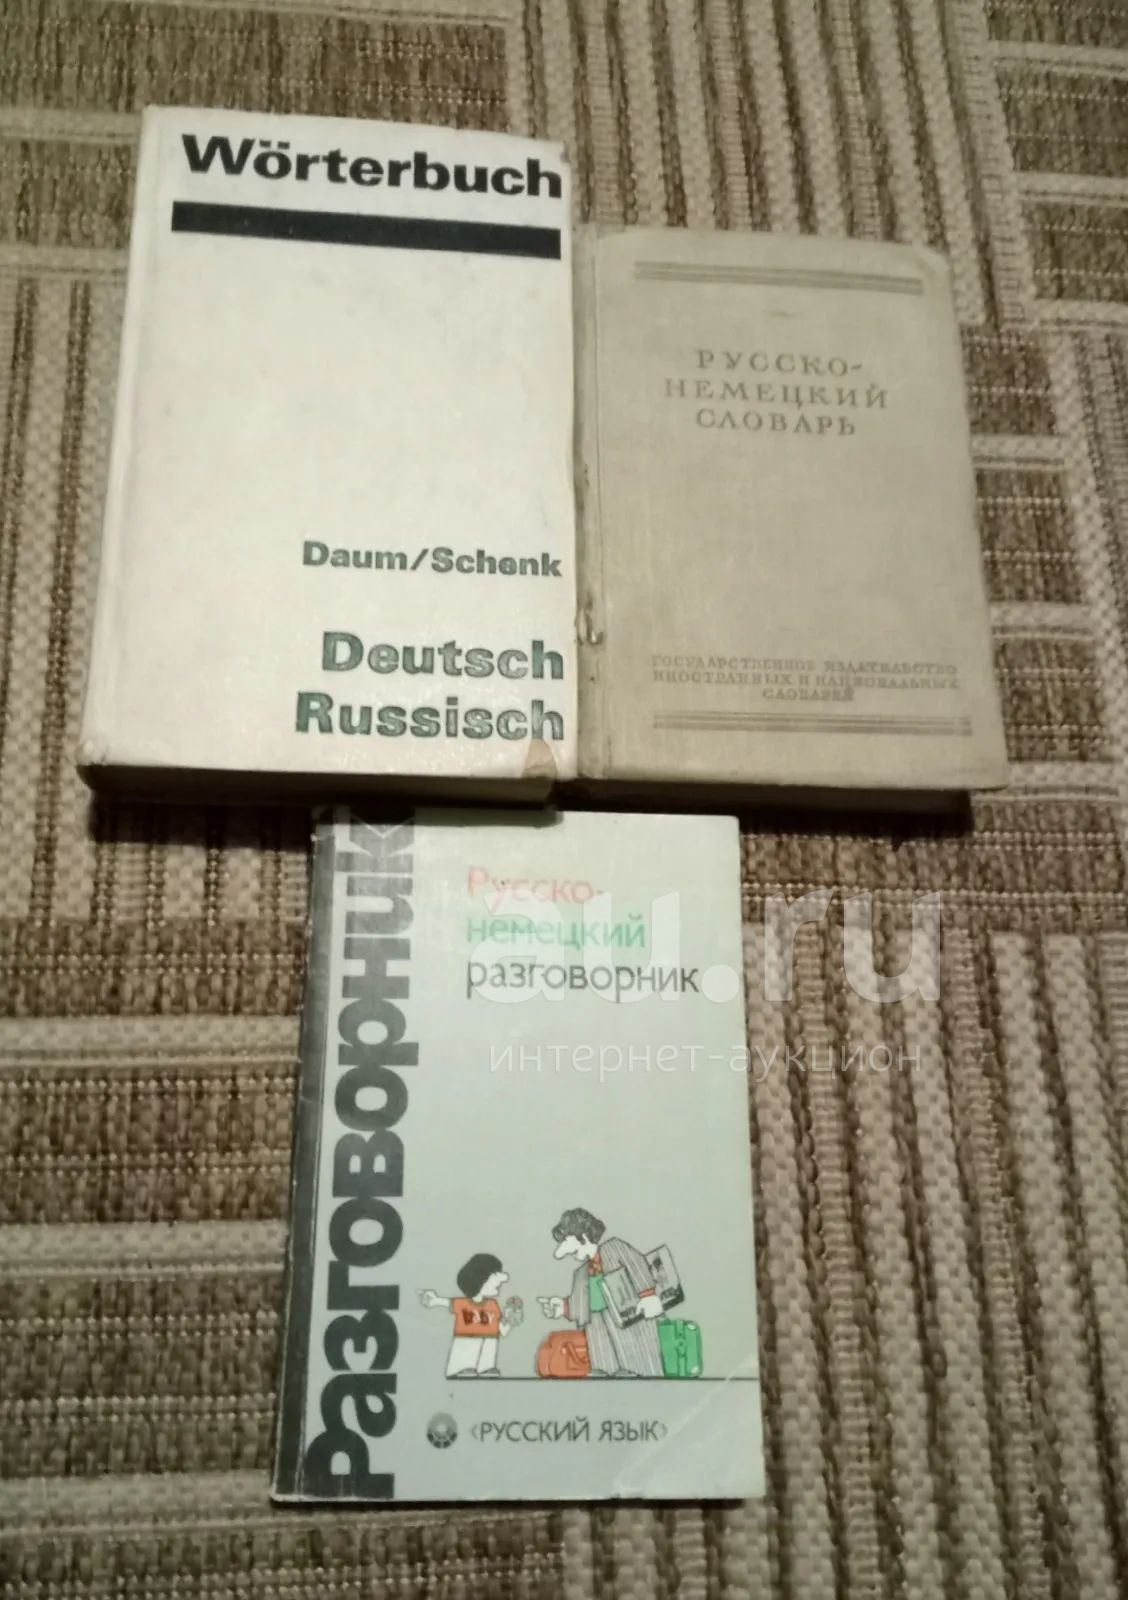 Wörterbuch
Daum/Schenk
Deutsch
Russisch
РУССКО-
НЕМЕЦКИЙ
СЛОВАРЬ
ГОСУДАРСТВЕННОЕ ИЗДАТЕЛЬСТВО
ИНОСТРАННЫХ И НАЦИОНАЛЬНЫХ
СЛОВАРЕЙ
Разговорник
Русско-
немецкий
разговорник
«РУССКИЙ ЯЗЫК»
au.ru
интернет-аукцион